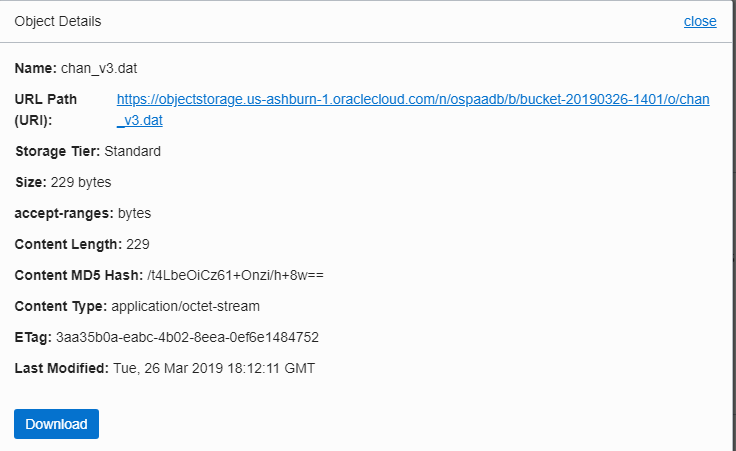 Object Details
close
Name: chan_v3.dat
URL Path
(URI):
https://objectstorage.us-ashburn-1.oraclecloud.com/n/ospaadb/b/bucket-20190326-1401/o/chan
_v3.dat
Storage Tier: Standard
Size: 229 bytes
accept-ranges: bytes
Content Length: 229
Content MD5 Hash: /t4LbeOiCz61+Onzi/h+8w==
Content Type: application/octet-stream
ETag: 3aa35b0a-eabc-4b02-8eea-0ef6e1484752
Last Modified: Tue, 26 Mar 2019 18:12:11 GMT
Download